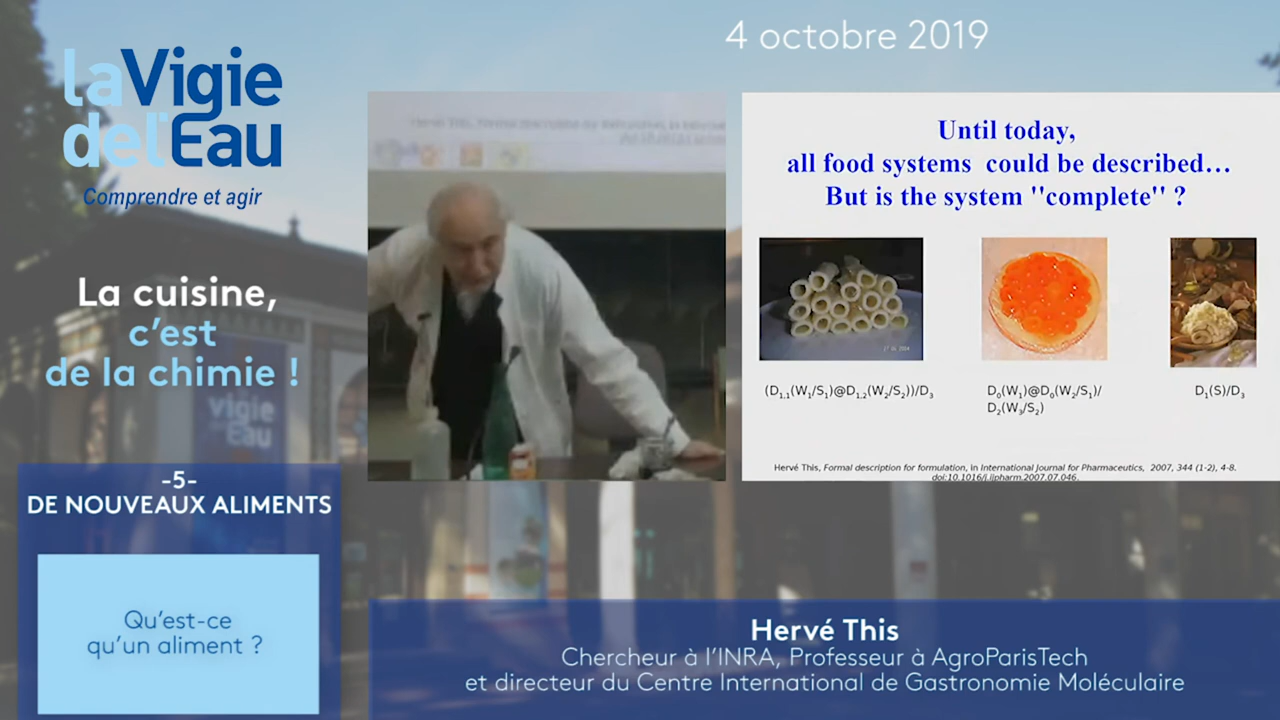 4 octobre 2019
laVigie
del'Eau
Comprendre et agir
La cuisine,
c'est
de la chimie !
vigie
Eau
-5-
DE NOUVEAUX ALIMENTS
Qu'est-ce
qu'un aliment ?
Until today,
all food systems could be described...
But is the system "complete" ?
(D1,1(W1/S1)@D1,2(W2/S2))/D3
D0(W1)@D0(W2/S1)/
D2(W3/S2)
D1(S)/D3
Hervé This, Formal description for formulation, in International Journal for Pharmaceutics, 2007, 344 (1-2), 4-8.
doi:10.1016/j.ijpharm.2007.07.046.
Hervé This
Chercheur à l'INRA, Professeur à AgroParisTech
et directeur du Centre International de Gastronomie Moléculaire